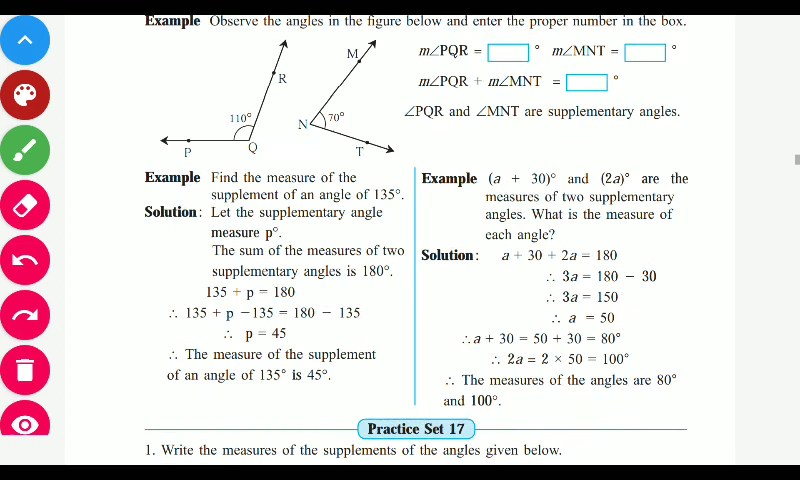 Example Observe the angles in the figure below and enter the proper number in the box.
M
R
110°
N
70°
P
Q
T
m∠PQR = ° m∠MNT = °
m∠PQR + m∠MNT = °
∠PQR and ∠MNT are supplementary angles.
Example Find the measure of the
supplement of an angle of 135°.
Solution : Let the supplementary angle
measure p°.
The sum of the measures of two
supplementary angles is 180°.
135 + p = 180
∴ 135 + p − 135 = 180 − 135
∴ p = 45
∴ The measure of the supplement
of an angle of 135° is 45°.
Example (a + 30)° and (2a)° are the
measures of two supplementary
angles. What is the measure of
each angle?
Solution : a + 30 + 2a = 180
∴ 3a = 180 − 30
∴ 3a = 150
∴ a = 50
∴ a + 30 = 50 + 30 = 80°
∴ 2a = 2 × 50 = 100°
∴ The measures of the angles are 80°
and 100°.
Practice Set 17
1. Write the measures of the supplements of the angles given below.